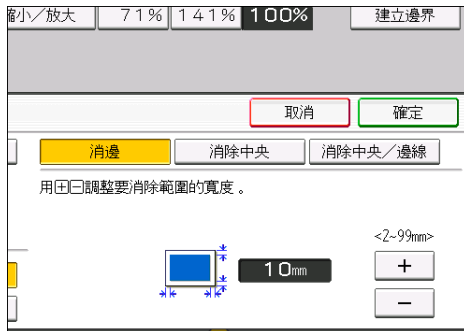 縮小／放大 71% 141% 100% 建立邊界
取消 確定
消邊 消除中央 消除中央／邊線
用+-調整要消除範圍的寬度。
<2~99mm>
10mm +
-